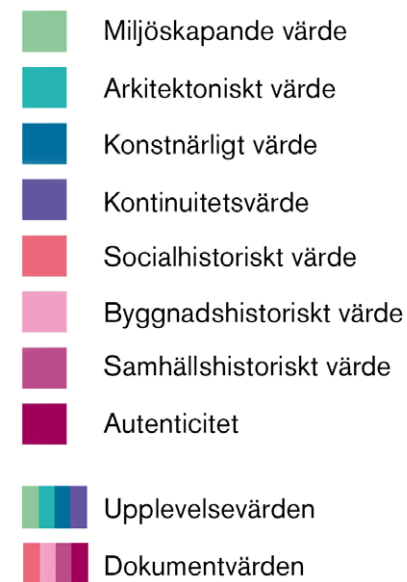 Miljöskapande värde
Arkitektoniskt värde
Konstnärligt värde
Kontinuitetsvärde
Socialhistoriskt värde
Byggnadshistoriskt värde
Samhällshistoriskt värde
Autenticitet
Upplevelsevärden
Dokumentvärden